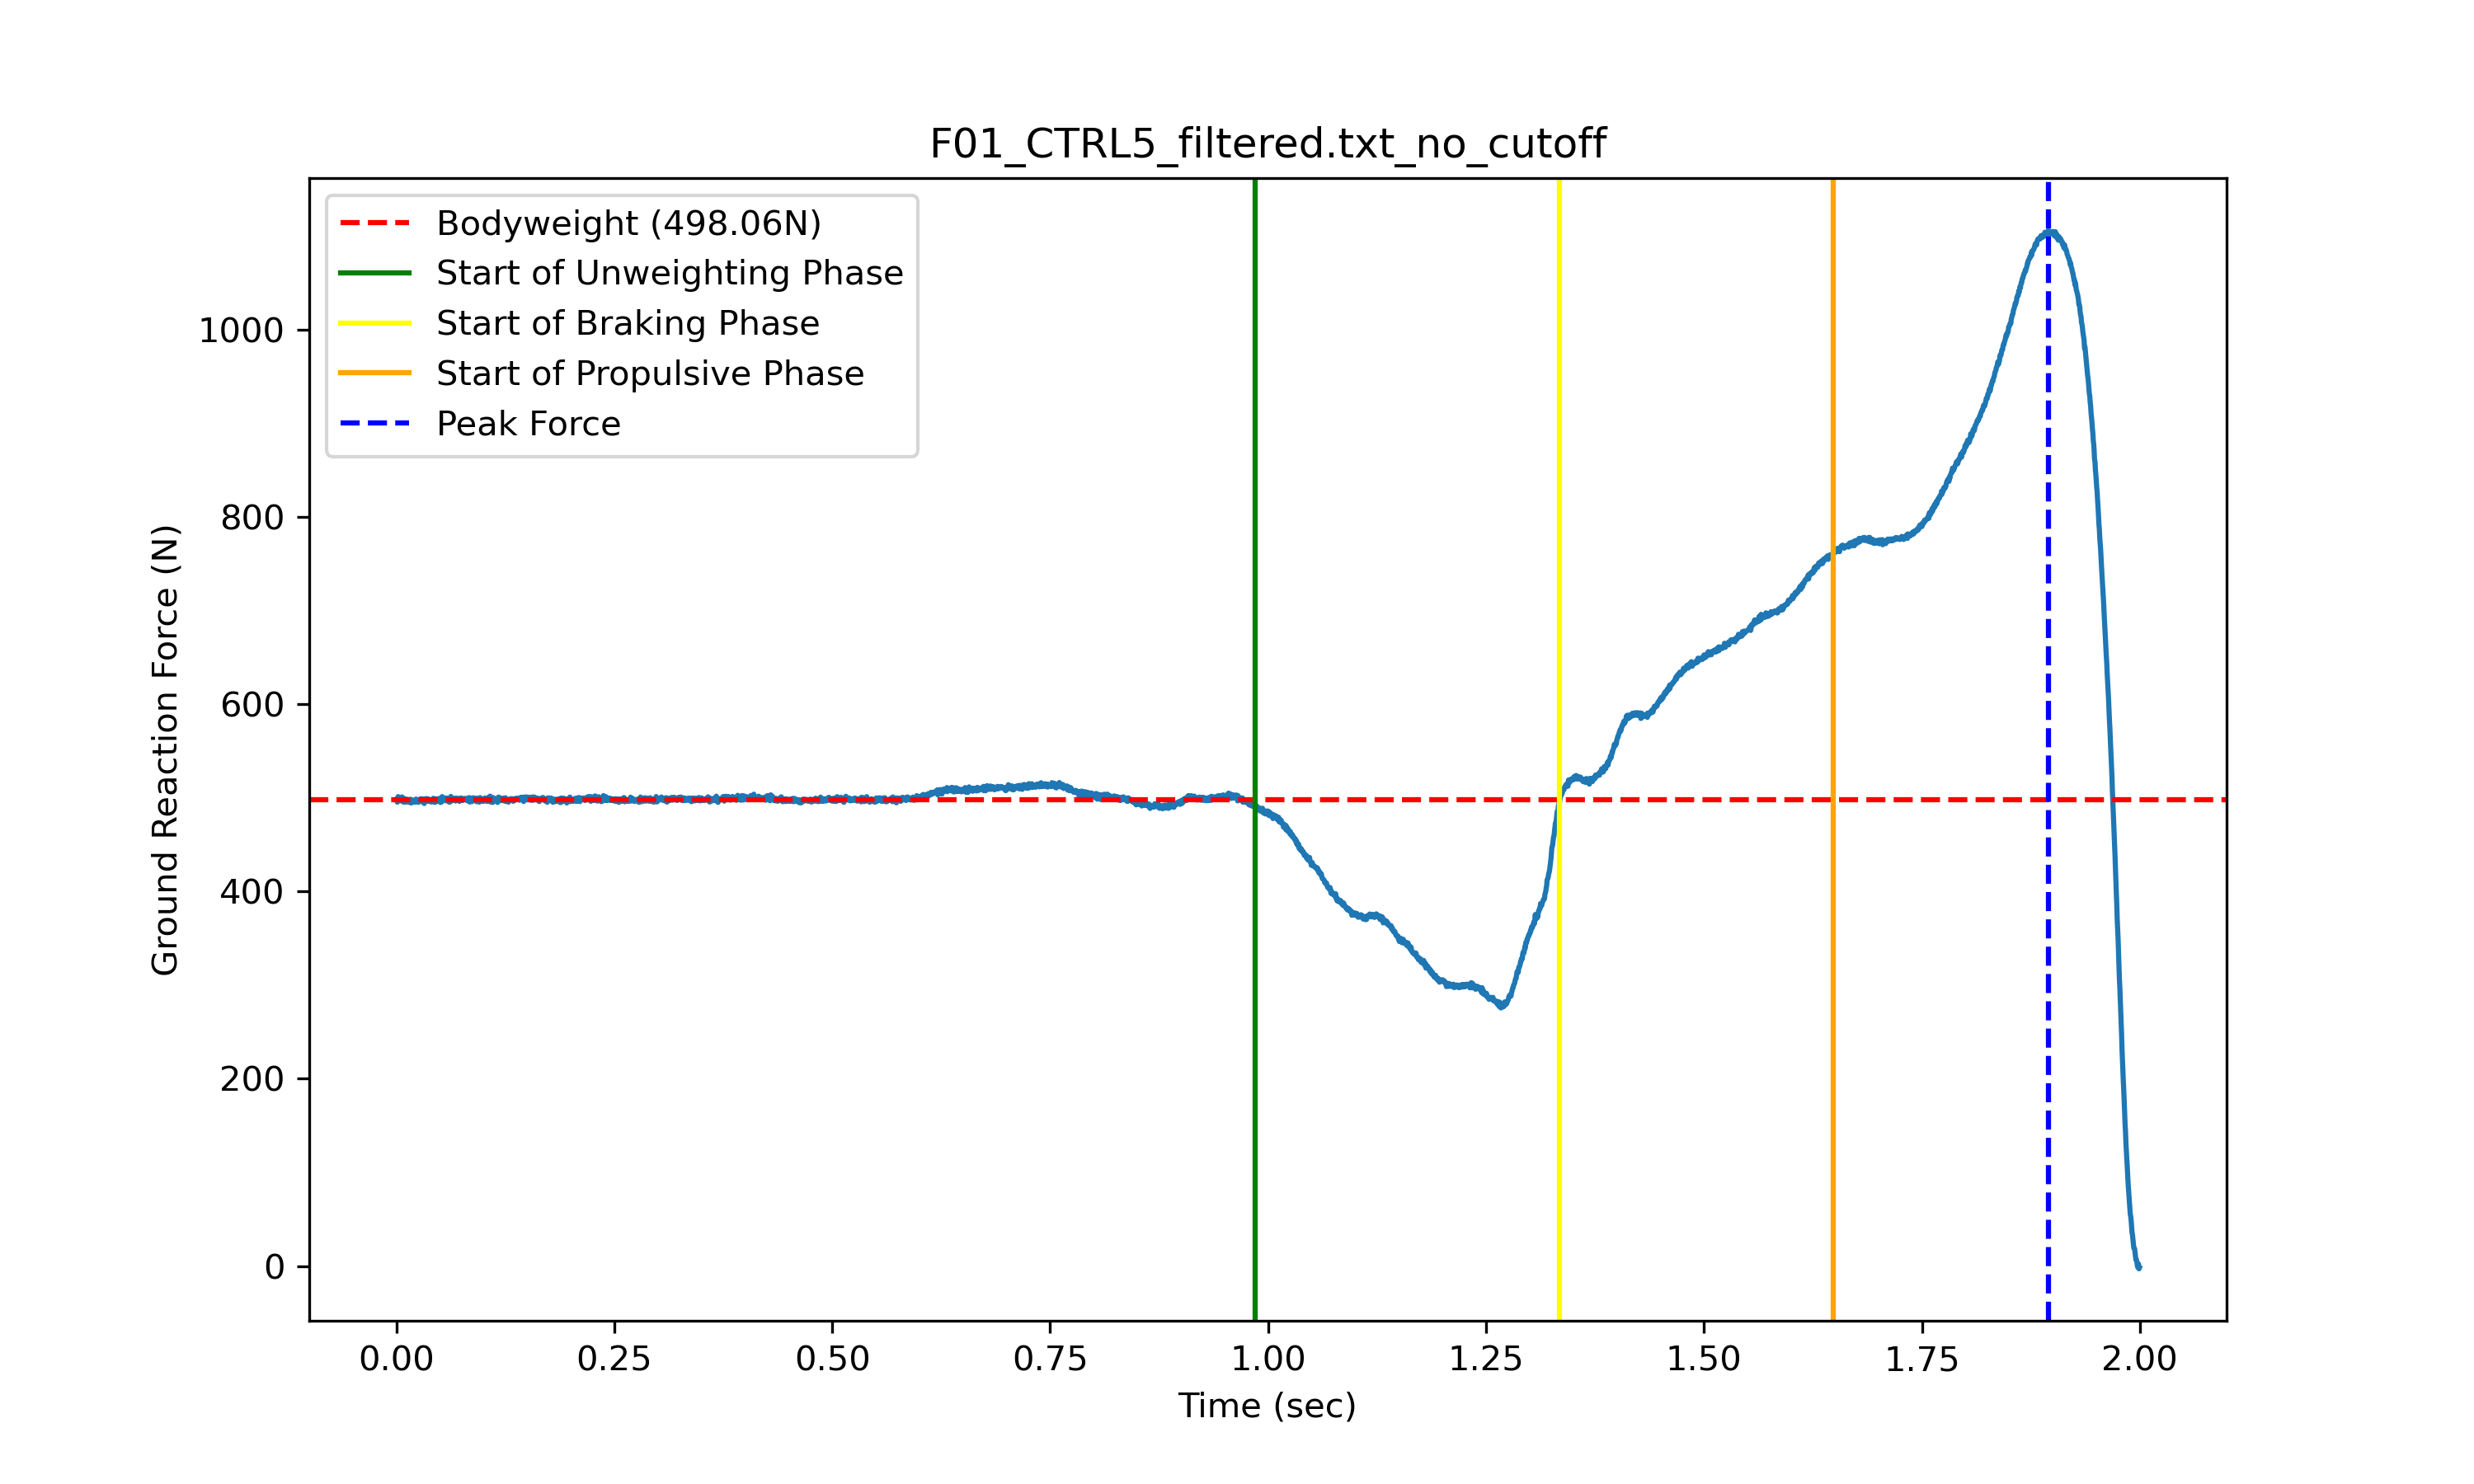 F01_CTRL5_filtered.txt_no_cutoff
Bodyweight (498.06N)
Start of Unweighting Phase
Start of Braking Phase
Start of Propulsive Phase
Peak Force
Ground Reaction Force (N)
1000
800
600
400
200
0
0.00 0.25 0.50 0.75 1.00 1.25 1.50 1.75 2.00
Time (sec)